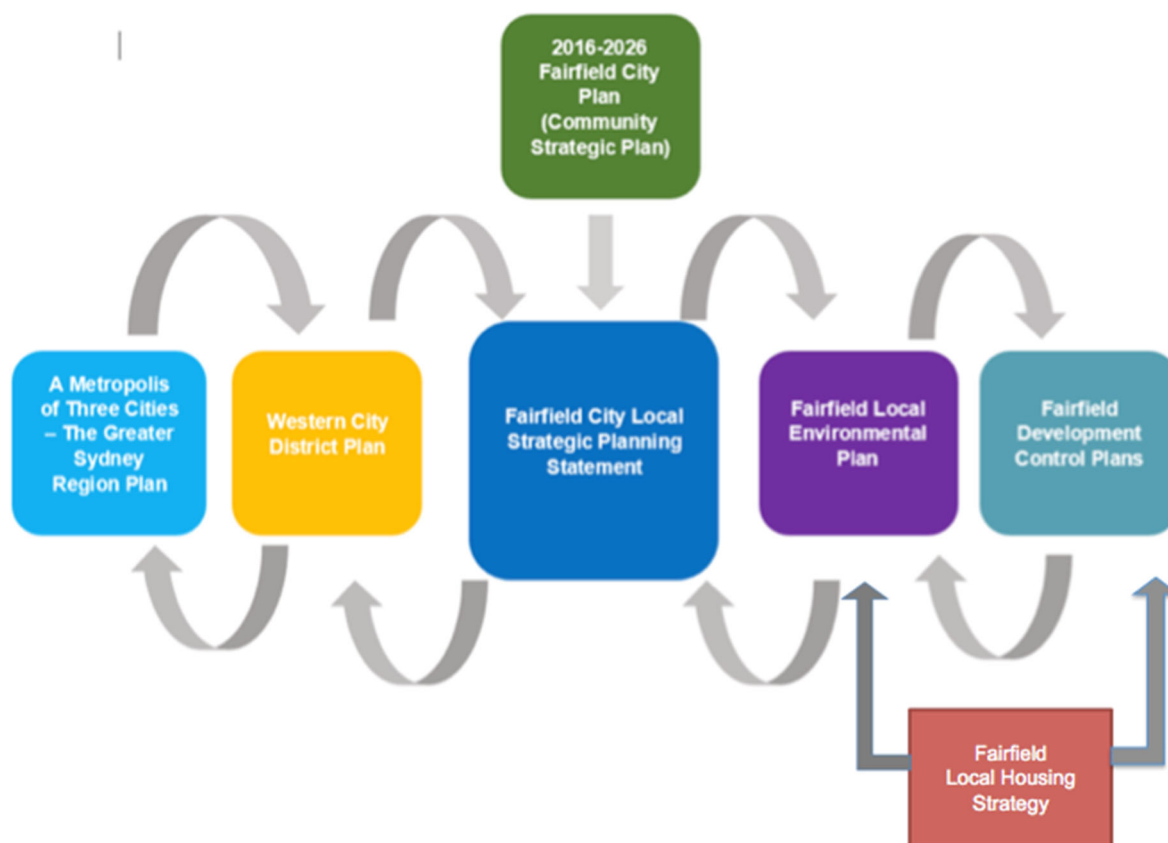 2016-2026
Fairfield City
Plan
(Community
Strategic Plan)
A Metropolis
of Three Cities
– The Greater
Sydney
Region Plan
Western City
District Plan
Fairfield City Local
Strategic Planning
Statement
Fairfield Local
Environmental
Plan
Fairfield
Development
Control Plans
Fairfield
Local Housing
Strategy